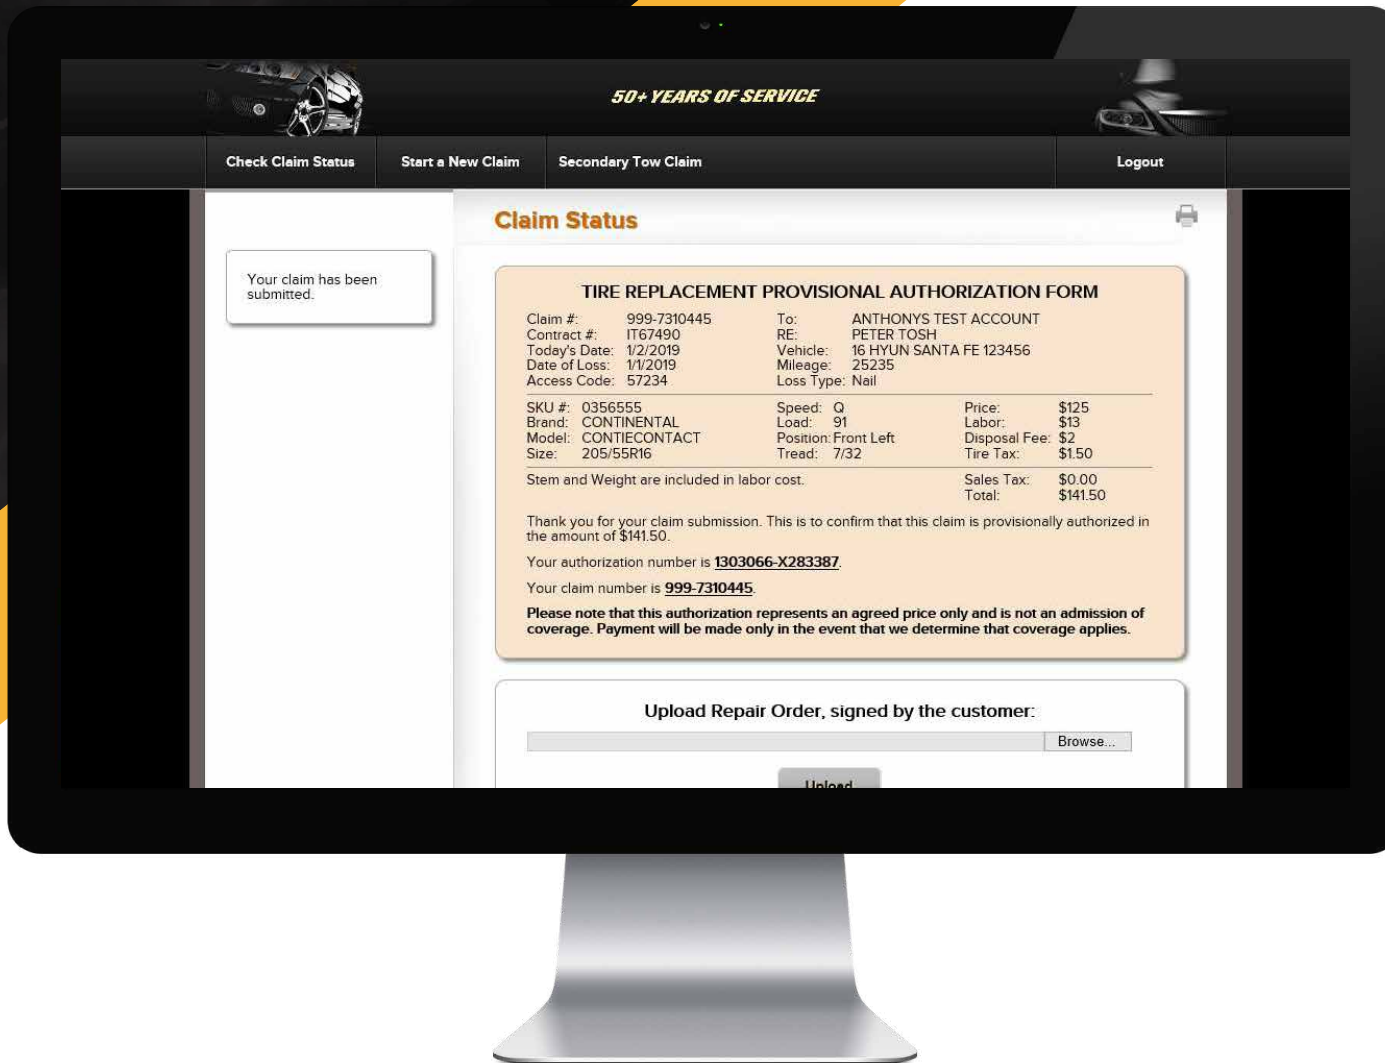 50+ YEARS OF SERVICE
Check Claim Status
Start a New Claim
Secondary Tow Claim
Logout
Your claim has been
submitted.
Claim Status
TIRE REPLACEMENT PROVISIONAL AUTHORIZATION FORM
Claim #: 999-7310445 To: ANTHONYS TEST ACCOUNT
Contract #: IT67490 RE: PETER TOSH
Today's Date: 1/2/2019 Vehicle: 16 HYUN SANTA FE 123456
Date of Loss: 1/1/2019 Mileage: 25235
Access Code: 57234 Loss Type: Nail
SKU #: 0356555 Speed: Q Price: $125
Brand: CONTINENTAL Load: 91 Labor: $13
Model: CONTIECONTACT Position: Front Left Disposal Fee: $2
Size: 205/55R16 Tread: 7/32 Tire Tax: $1.50
Stem and Weight are included in labor cost. Sales Tax: $0.00
Total: $141.50
Thank you for your claim submission. This is to confirm that this claim is provisionally authorized in
the amount of $141.50.
Your authorization number is 1303066-X283387.
Your claim number is 999-7310445.
Please note that this authorization represents an agreed price only and is not an admission of
coverage. Payment will be made only in the event that we determine that coverage applies.
Upload Repair Order, signed by the customer:
Browse...
Upload